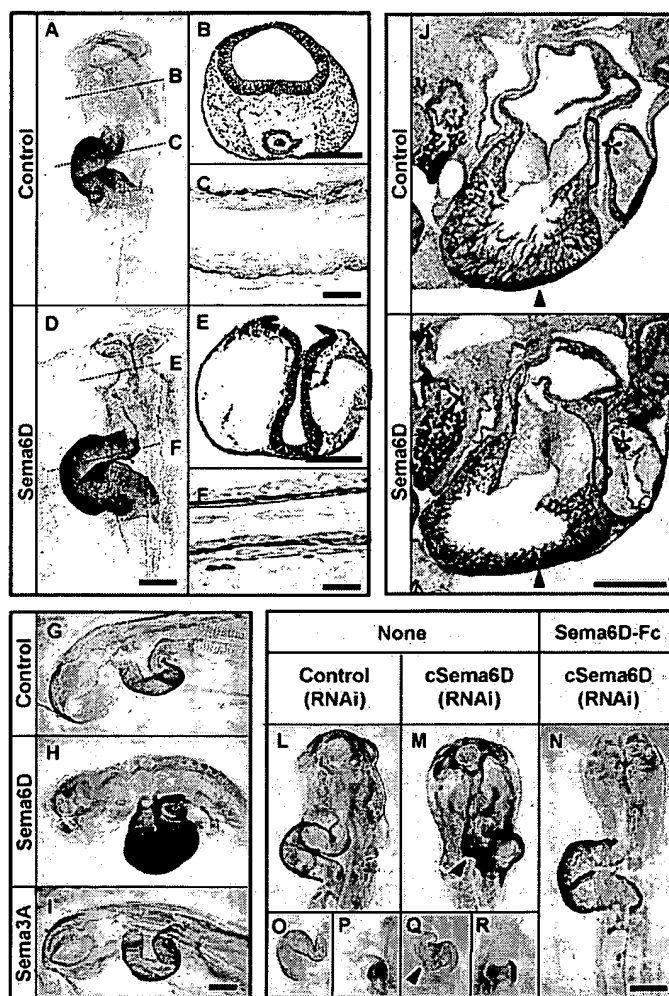 Control
Sema6D
A
B
C
B
C
D
E
F
E
F
Control
Sema6D
J
K
Control
Sema6D
Sema3A
G
H
I
None
Sema6D-Fc
Control
(RNAi)
cSema6D
(RNAi)
cSema6D
(RNAi)
L
M
N
O
P
Q
R